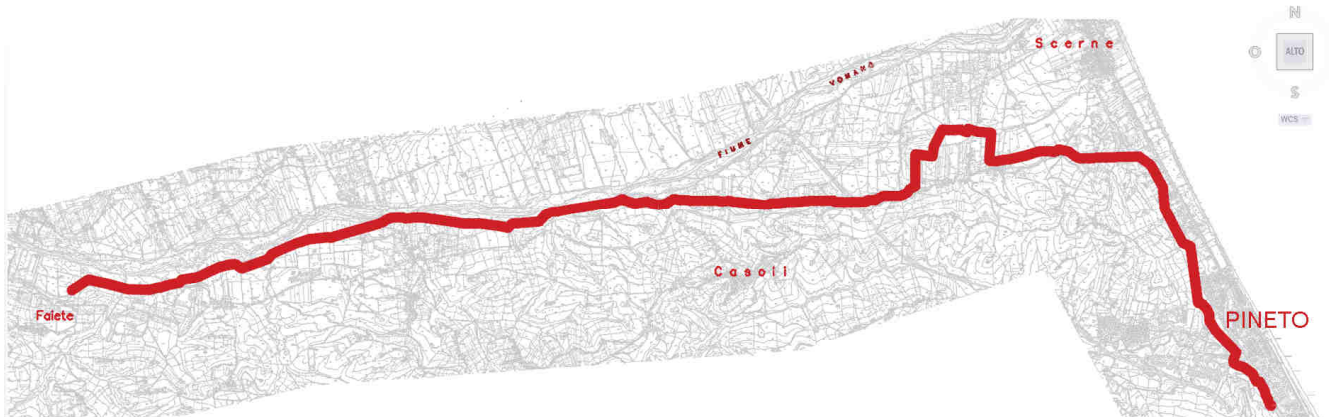 N
Scerne
O
ALTO
VOMANO
S
WCS
FIUME
Casoli
Faiete
PINETO